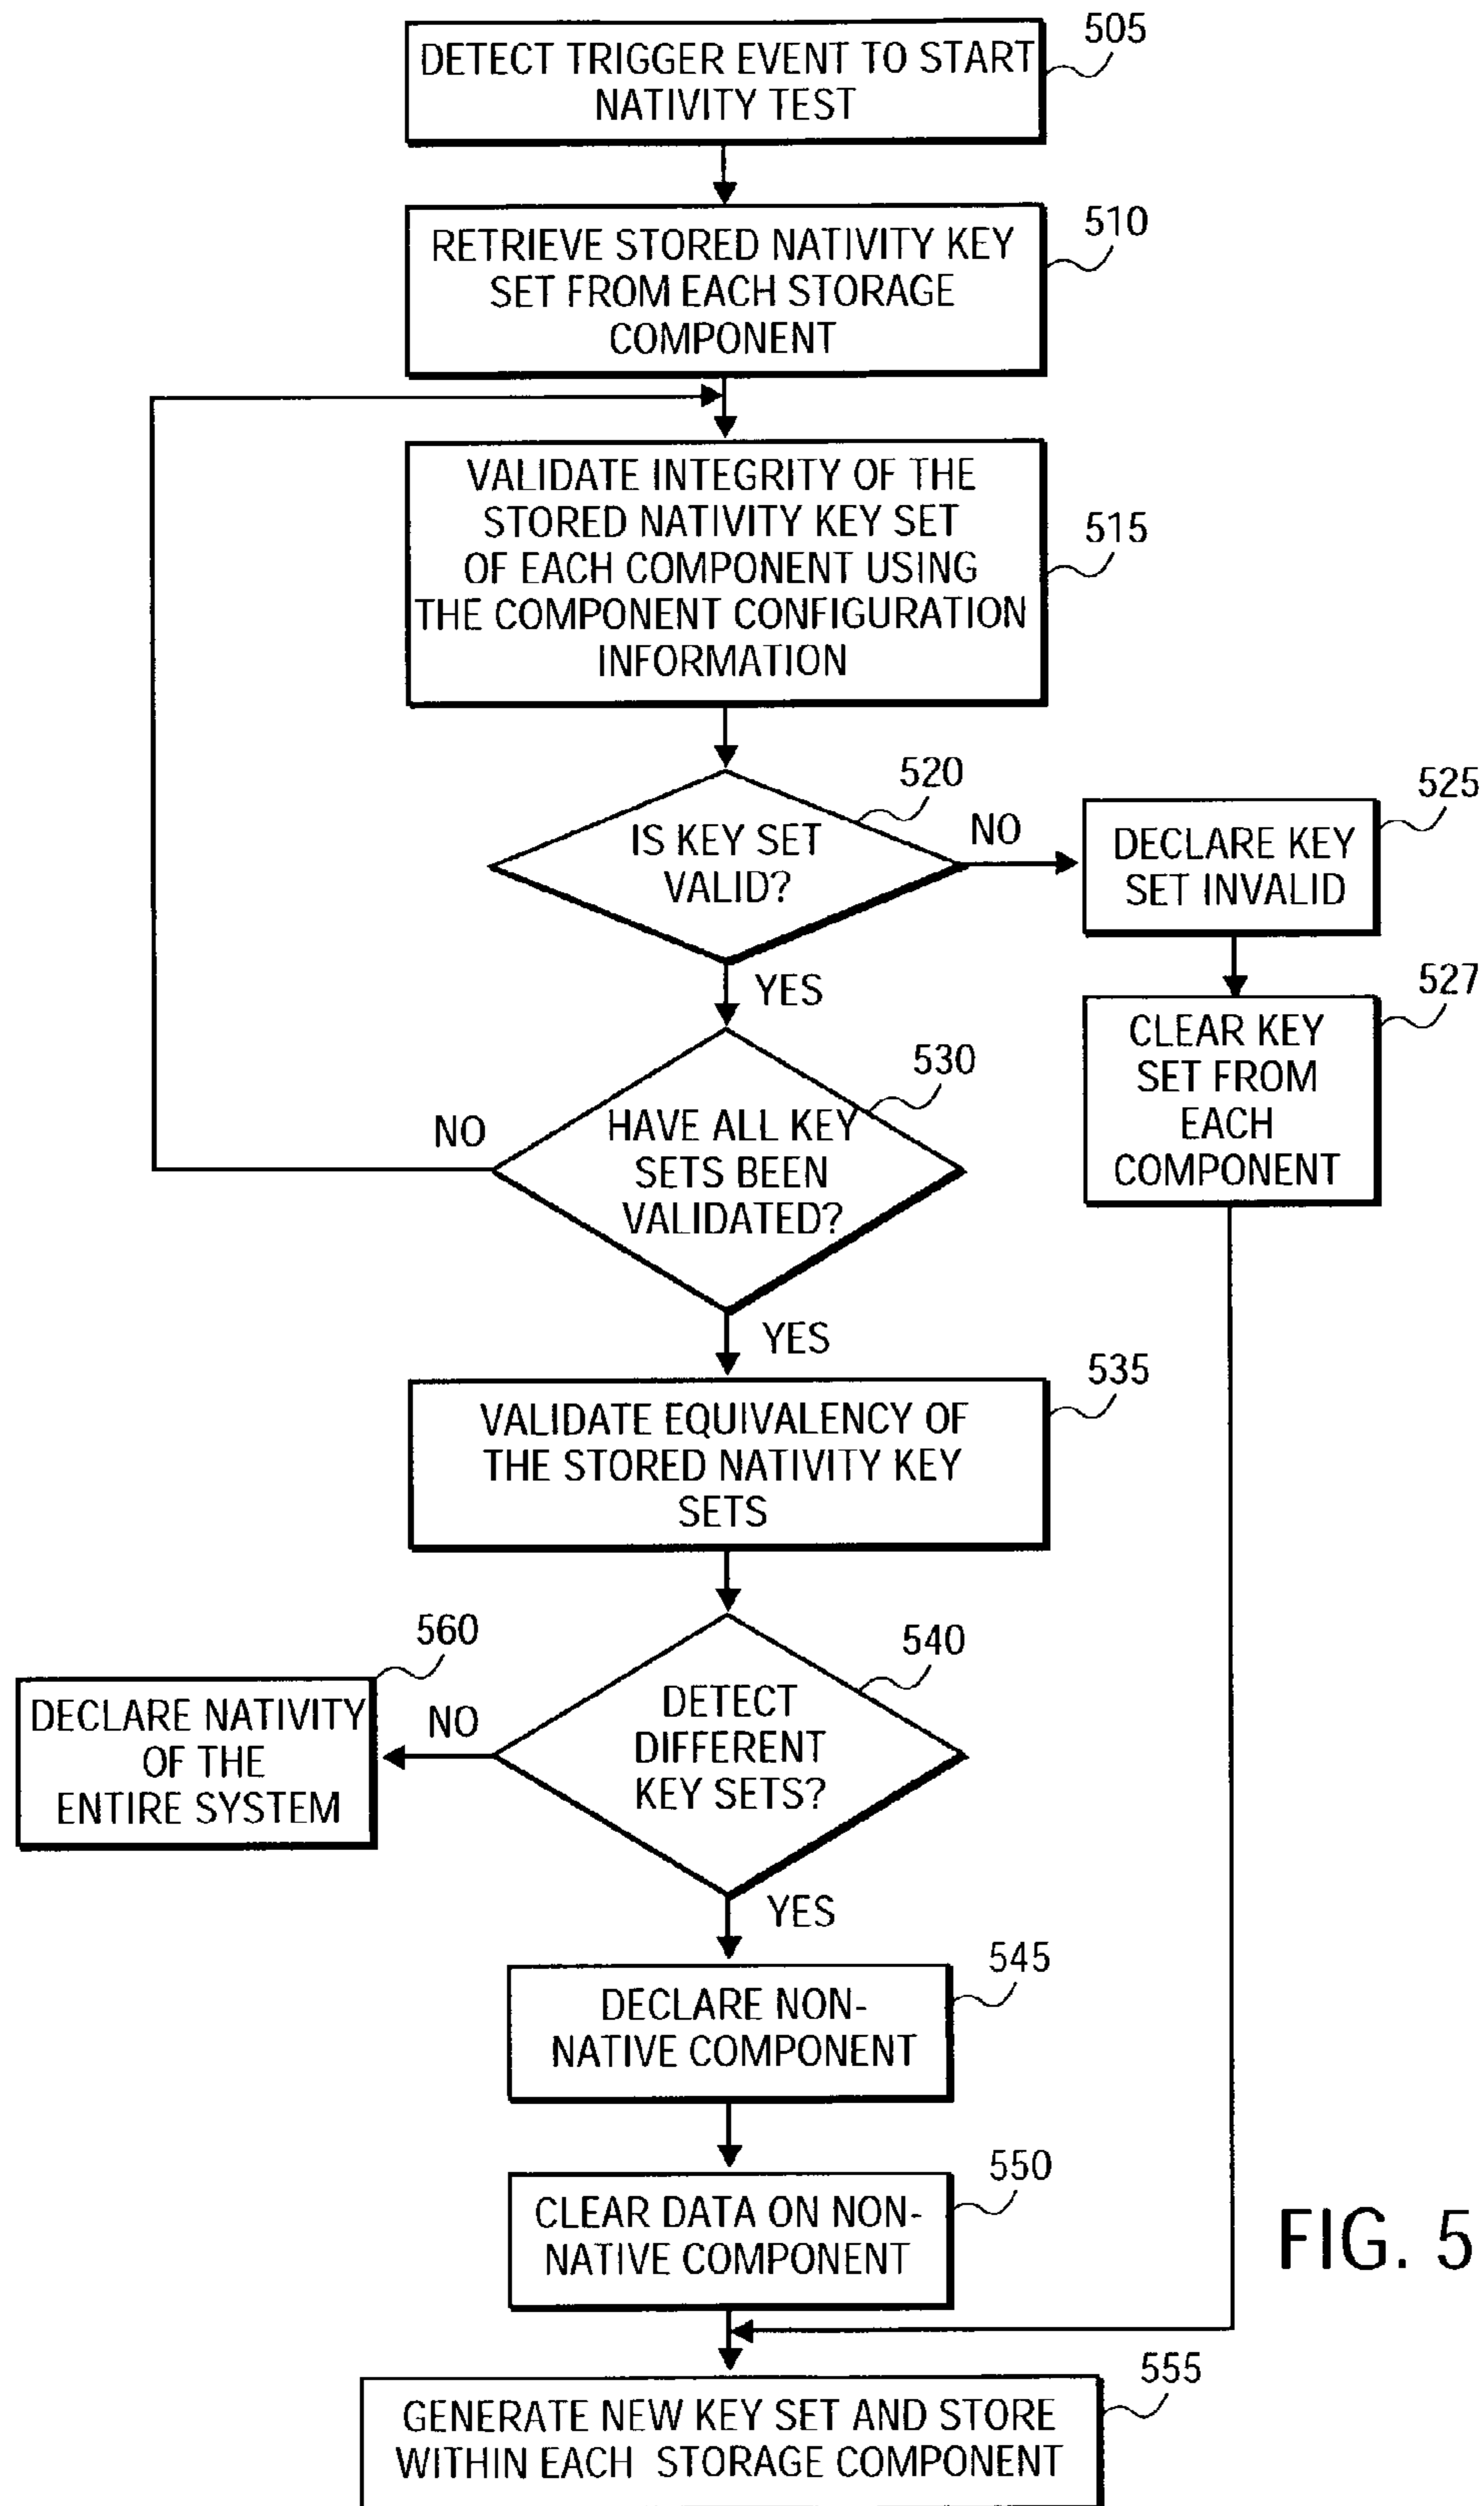 505
DETECT TRIGGER EVENT TO START
NATIVITY TEST
510
RETRIEVE STORED NATIVITY KEY
SET FROM EACH STORAGE
COMPONENT
VALIDATE INTEGRITY OF THE
STORED NATIVITY KEY SET
OF EACH COMPONENT USING
THE COMPONENT CONFIGURATION
INFORMATION
515
520
IS KEY SET
VALID?
NO
YES
525
DECLARE KEY
SET INVALID
527
CLEAR KEY
SET FROM
EACH
COMPONENT
530
HAVE ALL KEY
SETS BEEN
VALIDATED?
NO
YES
535
VALIDATE EQUIVALENCY OF
THE STORED NATIVITY KEY
SETS
540
DETECT
DIFFERENT
KEY SETS?
NO
YES
560
DECLARE NATIVITY
OF THE
ENTIRE SYSTEM
545
DECLARE NON-
NATIVE COMPONENT
550
CLEAR DATA ON NON-
NATIVE COMPONENT
FIG. 5
555
GENERATE NEW KEY SET AND STORE
WITHIN EACH STORAGE COMPONENT